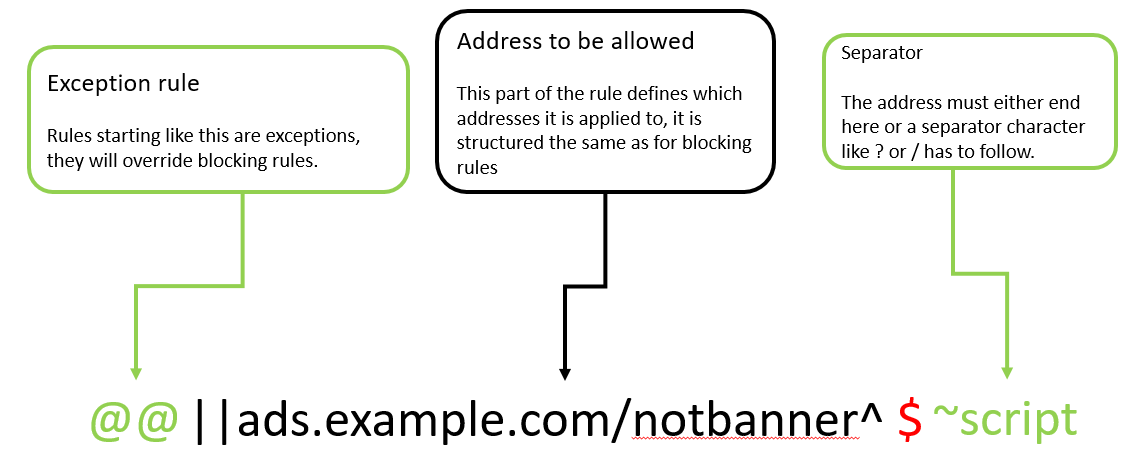 Exception rule
Rules starting like this are exceptions,
they will override blocking rules.
Address to be allowed
This part of the rule defines which
addresses it is applied to, it is
structured the same as for blocking
rules
Separator
The address must either end
here or a separator character
like ? or / has to follow.
@@ ||ads.example.com/notbanner^ $ ~script